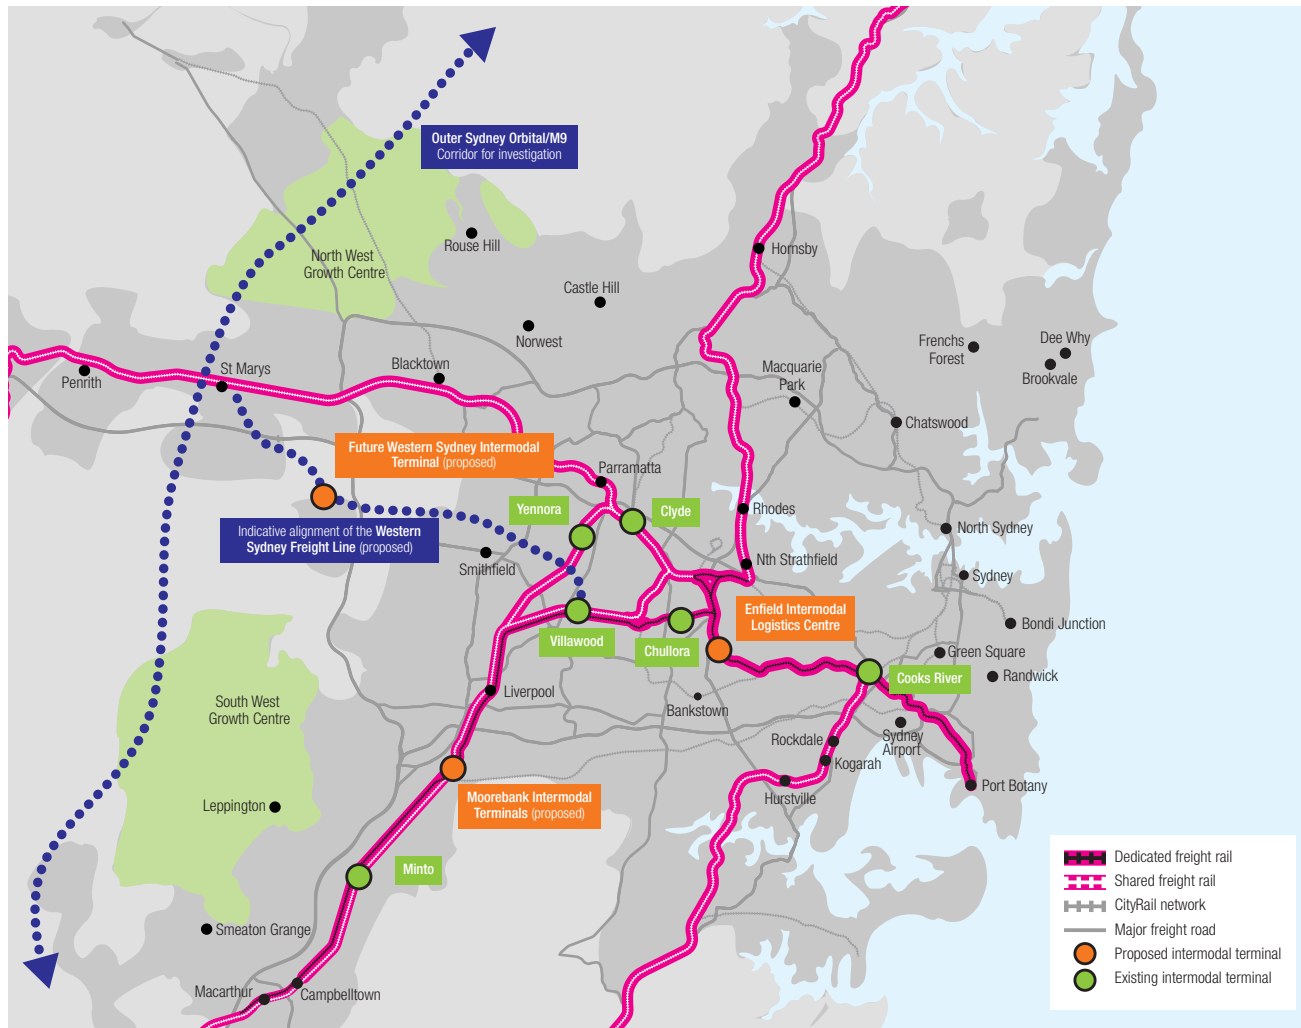 Outer Sydney Orbital/M9
Corridor for investigation
Rouse Hill
Hornsby
North West
Growth Centre
Castle Hill
Norwest
Frenchs
Forest
Dee Why
Brookvale
Penrith
St Marys
Blacktown
Macquarie
Park
Chatswood
Future Western Sydney Intermodal
Terminal (proposed)
Parramatta
Yennora
Clyde
Rhodes
North Sydney
Indicative alignment of the Western
Sydney Freight Line (proposed)
Smithfield
Nth Strathfield
Sydney
Enfield Intermodal
Logistics Centre
Villawood
Chullora
Bondi Junction
Green Square
Cooks River
Randwick
Liverpool
Bankstown
South West
Growth Centre
Rockdale
Sydney
Airport
Kogarah
Port Botany
Hurstville
Leppington
Moorebank Intermodal
Terminals (proposed)
Minto
Smeaton Grange
Macarthur
Campbelltown
Dedicated freight rail
Shared freight rail
CityRail network
Major freight road
Proposed intermodal terminal
Existing intermodal terminal